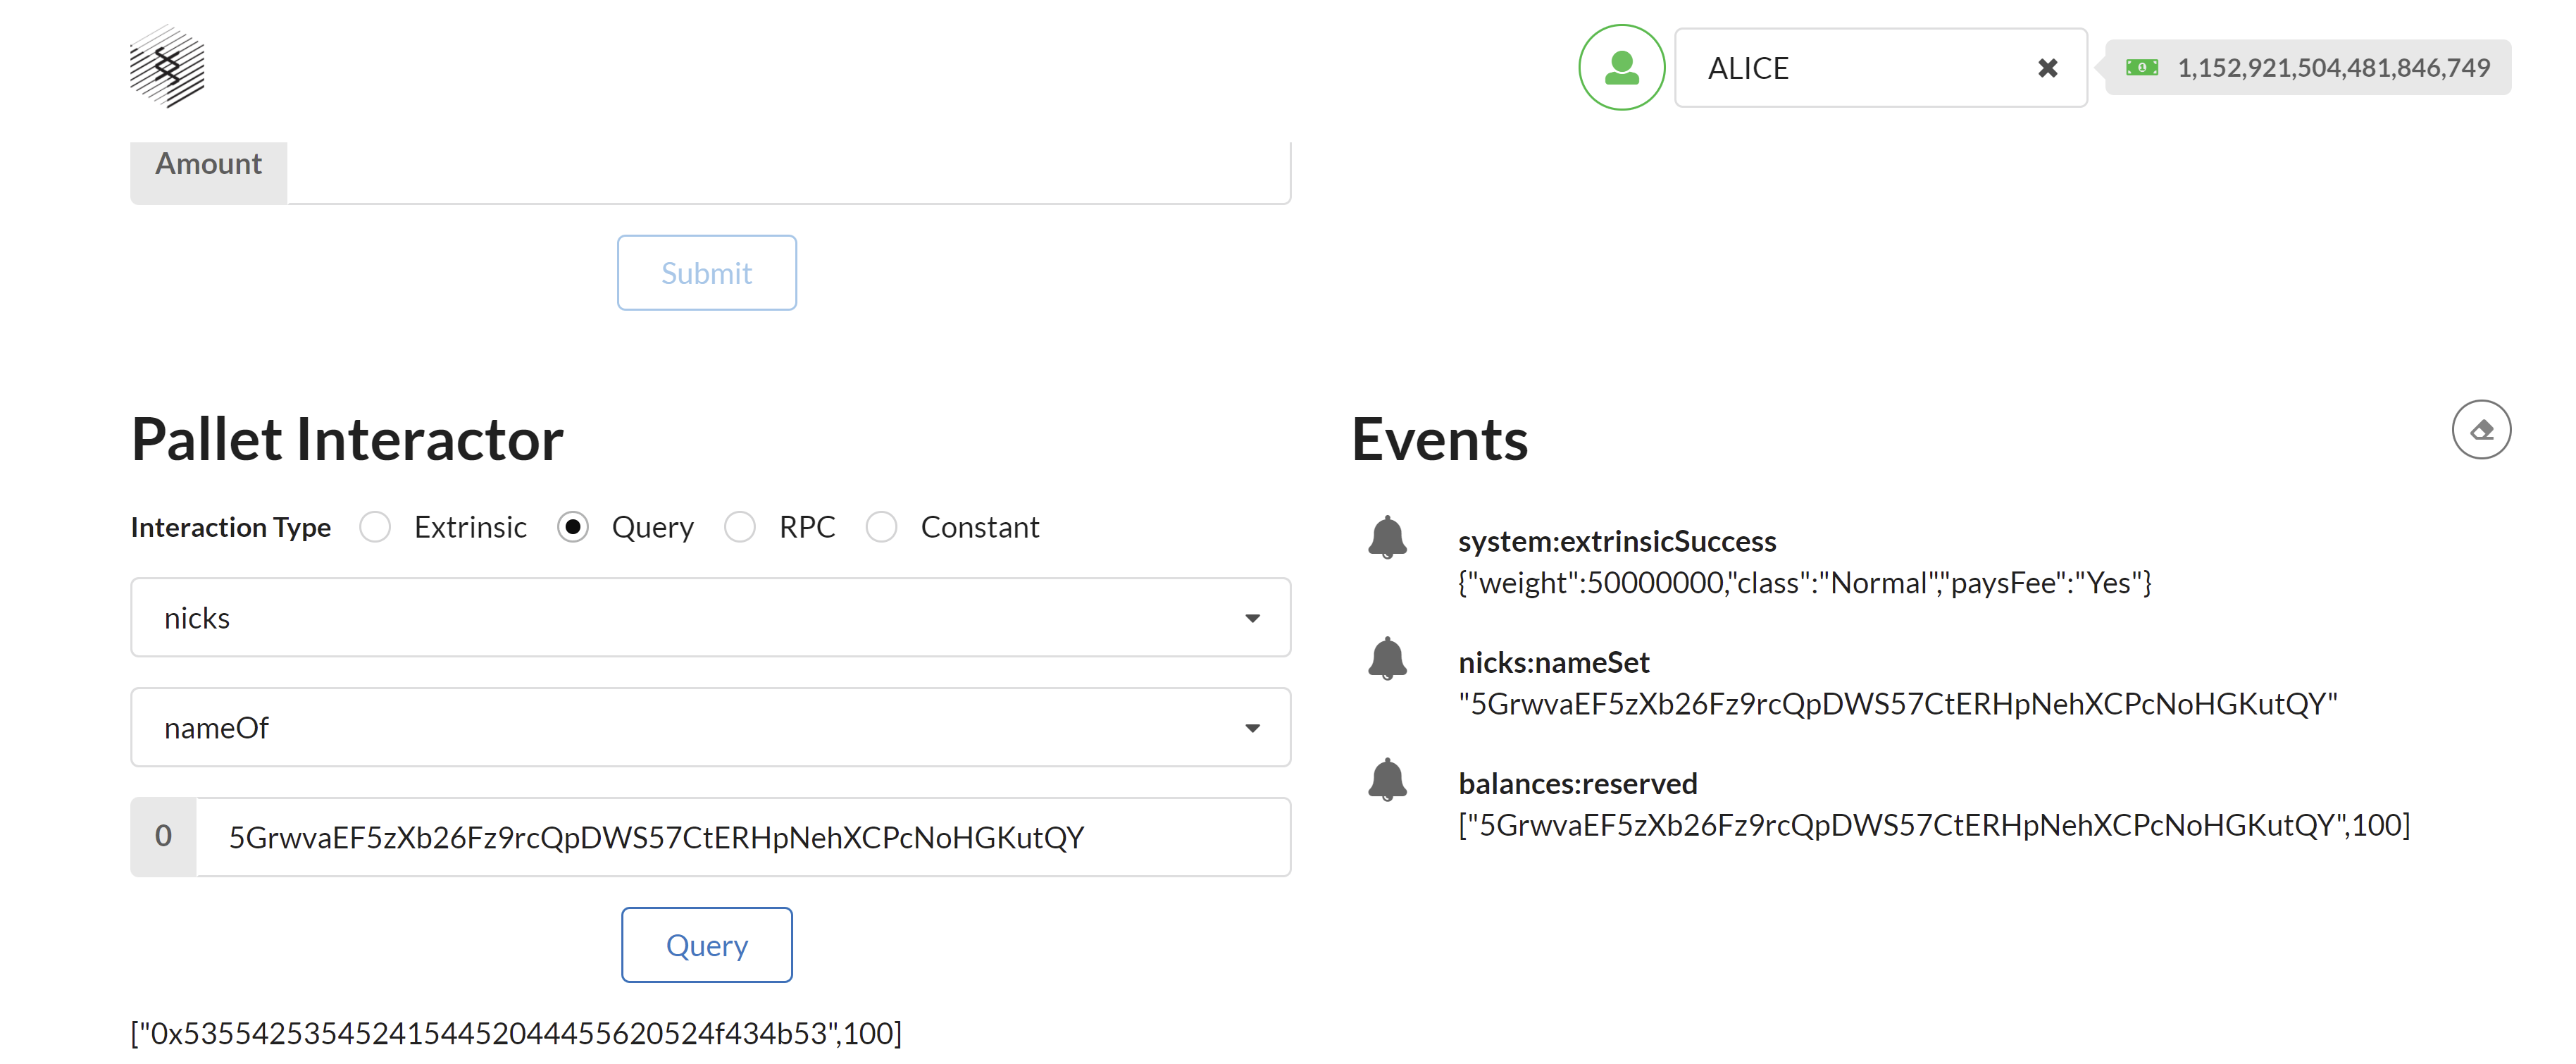 ALICE
1,152,921,504,481,846,749
Amount
Submit
Pallet Interactor
Interaction Type Extrinsic Query RPC Constant
nicks
nameOf
0 5GrwvaEF5zXb26Fz9rcQpDWS57CtERHpNehXCPcNoHGKutQY
Query
["0x5355425354524154452044455620524f434b53",100]
Events
system:extrinsicSuccess
{"weight":50000000,"class":"Normal","paysFee":"Yes"}
nicks:nameSet
"5GrwvaEF5zXb26Fz9rcQpDWS57CtERHpNehXCPcNoHGKutQY"
balances:reserved
["5GrwvaEF5zXb26Fz9rcQpDWS57CtERHpNehXCPcNoHGKutQY",100]